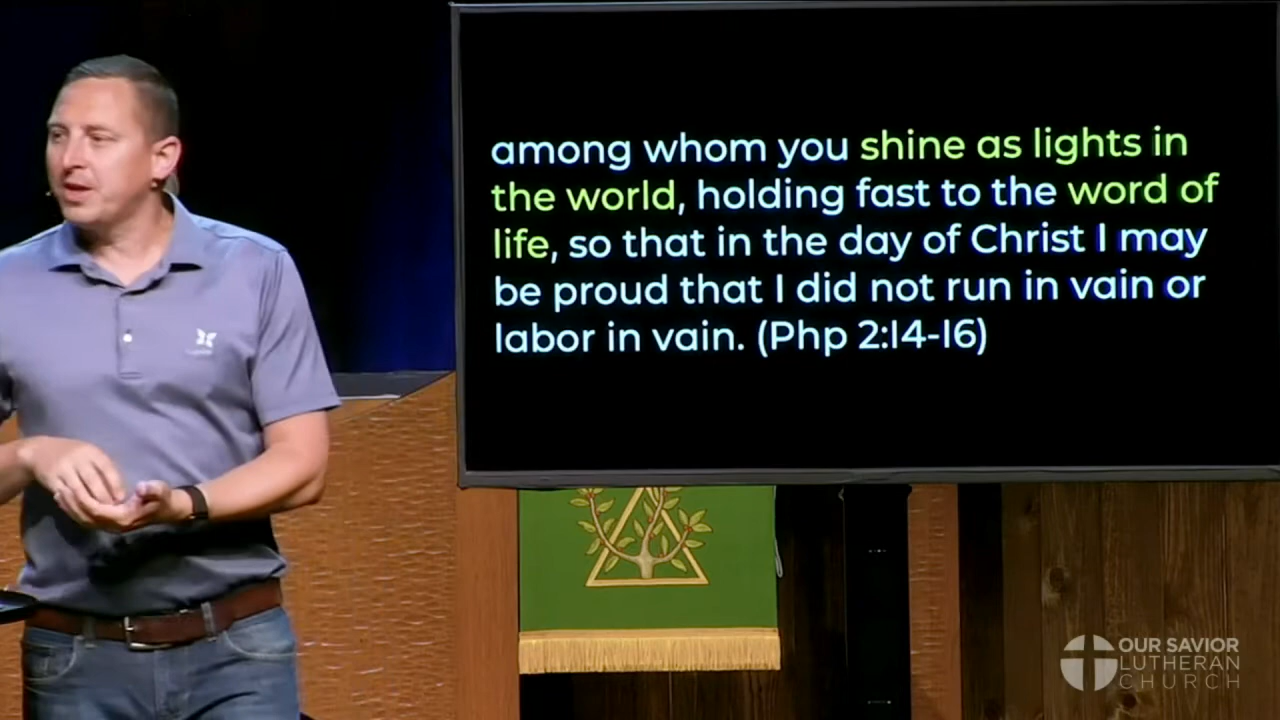 among whom you shine as lights in
the world, holding fast to the word of
life, so that in the day of Christ I may
be proud that I did not run in vain or
labor in vain. (Php 2:14-16)
OUR SAVIOR
LUTHERAN
CHURCH